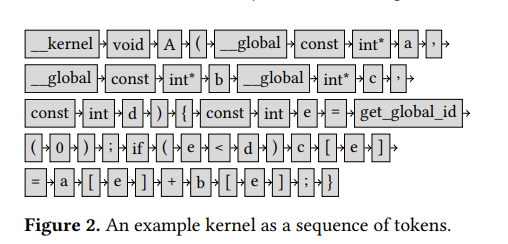 __kernel void A ( __global const int* a ,
__global const int* b __global int* c ,
const int d ) { const int e = get_global_id
( 0 ) ; if ( e < d ) c [ e ]
= a [ e ] + b [ e ] ; }
Figure 2. An example kernel as a sequence of tokens.